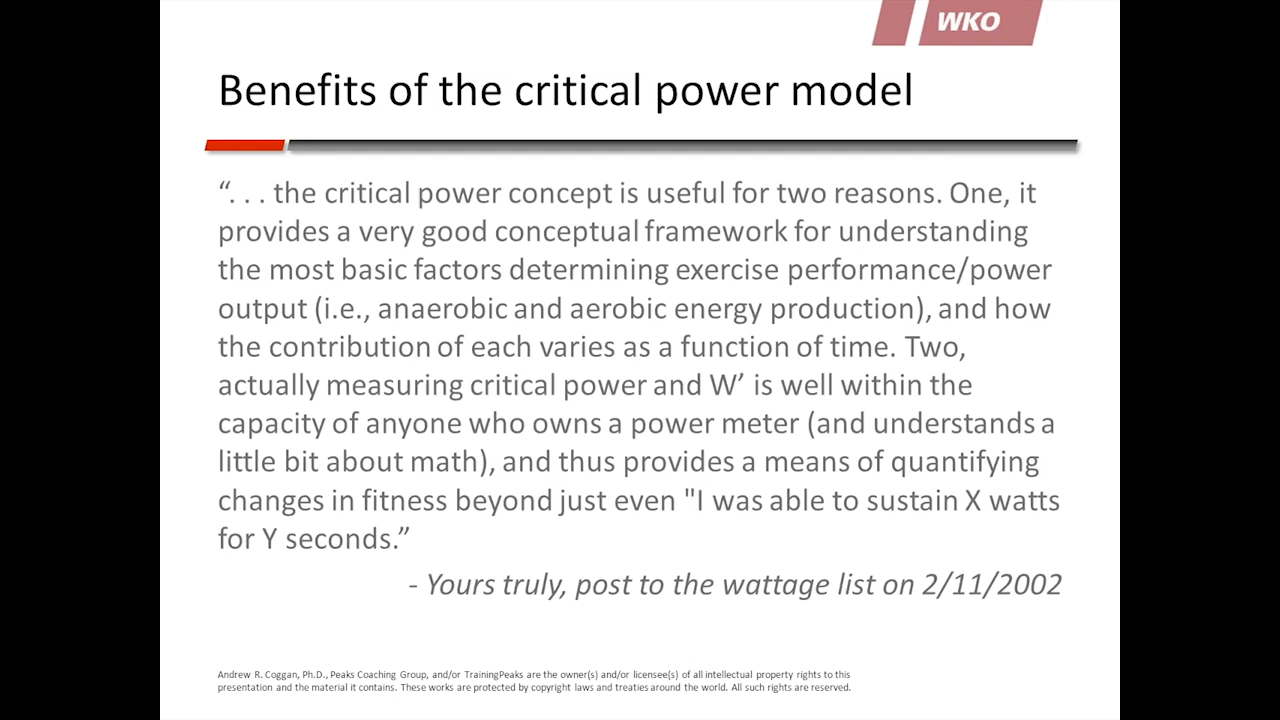 WKO
Benefits of the critical power model
“. . . the critical power concept is useful for two reasons. One, it
provides a very good conceptual framework for understanding
the most basic factors determining exercise performance/power
output (i.e., anaerobic and aerobic energy production), and how
the contribution of each varies as a function of time. Two,
actually measuring critical power and W’ is well within the
capacity of anyone who owns a power meter (and understands a
little bit about math), and thus provides a means of quantifying
changes in fitness beyond just even "I was able to sustain X watts
for Y seconds.”
- Yours truly, post to the wattage list on 2/11/2002
Andrew R. Coggan, Ph.D., Peaks Coaching Group, and/or TrainingPeaks are the owner(s) and/or licensee(s) of all intellectual property rights to this
presentation and the material it contains. These works are protected by copyright laws and treaties around the world. All such rights are reserved.